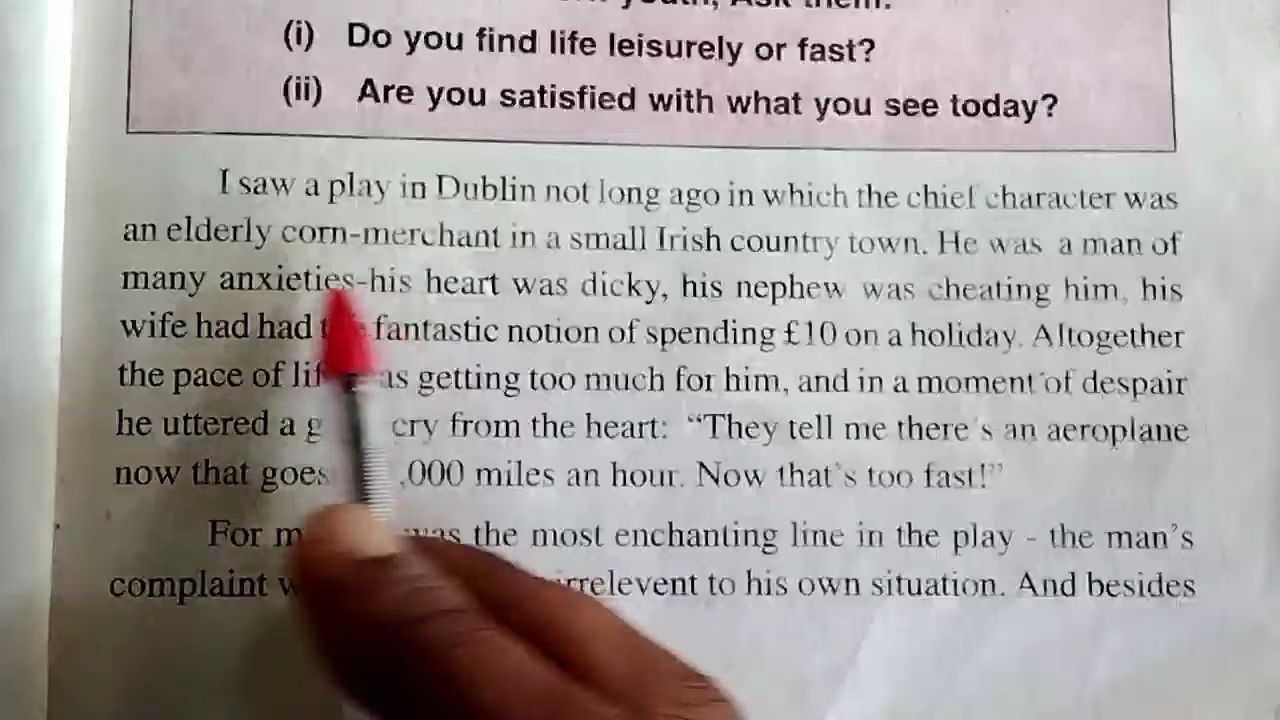 (i) Do you find life leisurely or fast?
(ii) Are you satisfied with what you see today?
I saw a play in Dublin not long ago in which the chief character was
an elderly corn-merchant in a small Irish country town. He was a man of
many anxieties-his heart was dicky, his nephew was cheating him, his
wife had had fantastic notion of spending £10 on a holiday. Altogether
the pace of getting too much for him, and in a moment of despair
he uttered a cry from the heart: “They tell me there's an aeroplane
now that goes ,000 miles an hour. Now that's too fast!”
For was the most enchanting line in the play - the man's
complaint irrelevent to his own situation. And besides